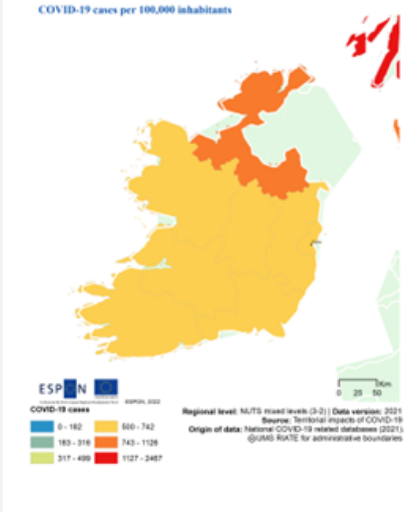 COVID-19 cases per 100,000 inhabitants
Km
0 25 50
ESPON
ESPON, 2022
COVID-19 cases
0 - 182
183 - 316
317 - 499
500 - 742
743 - 1126
1127 - 2467
Regional level: NUTS mixed levels (3-2) | Data version: 2021
Source: Territorial impacts of COVID-19
Origin of data: National COVID-19 related databases (2021)
@UMS RIATE for administrative boundaries